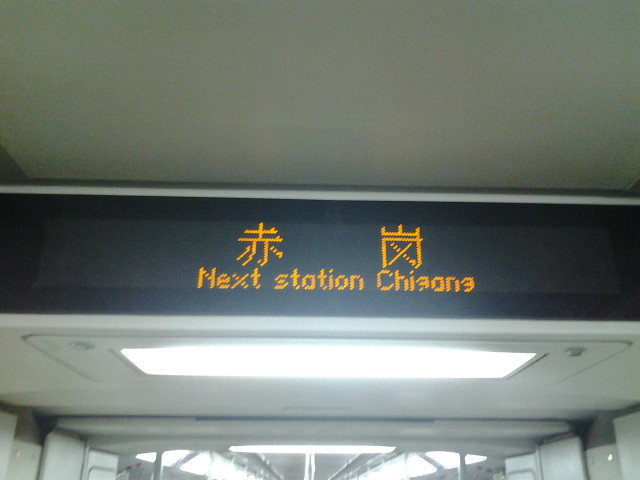 赤 岗
Next station Chigang